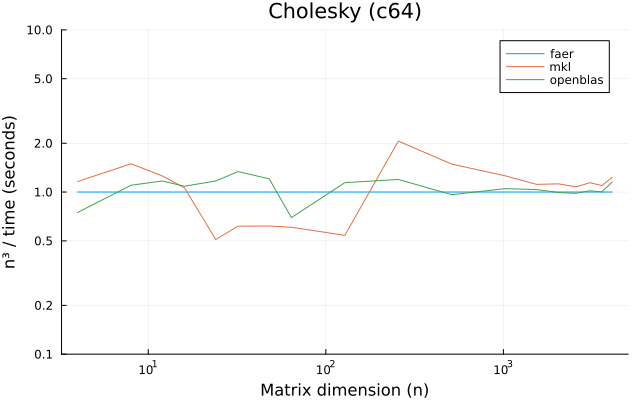 Cholesky (c64)
n³ / time (seconds)
10.0
5.0
2.0
1.0
0.5
0.2
0.1
faer
mkl
openblas
10¹
10²
10³
Matrix dimension (n)